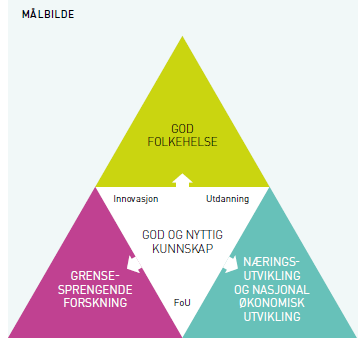 MÅLBILDE
GOD
FOLKEHELSE
Innovasjon
Utdanning
GOD OG NYTTIG
KUNNSKAP
GRENSE-
SPRENGENDE
FORSKNING
FoU
NÆRINGS-
UTVIKLING
OG NASJONAL
ØKONOMISK
UTVIKLING